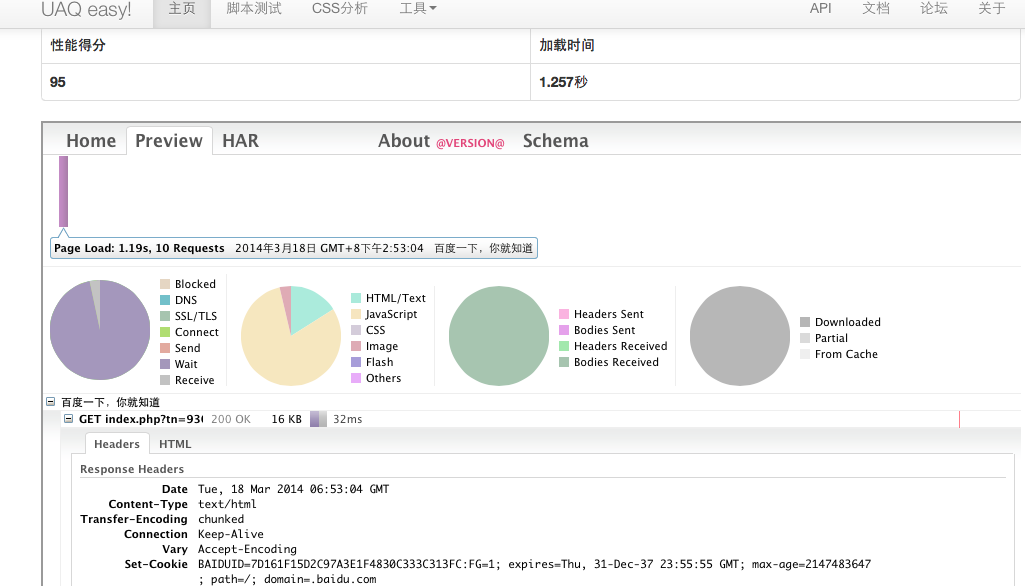 UAQ easy! 主页 脚本测试 CSS分析 工具 API 文档 论坛 关于
性能得分 加载时间
95 1.257秒
Home Preview HAR About @VERSION@ Schema
Page Load: 1.19s, 10 Requests 2014年3月18日 GMT+8下午2:53:04 百度一下，你就知道
Blocked
DNS
SSL/TLS
Connect
Send
Wait
Receive
HTML/Text
JavaScript
CSS
Image
Flash
Others
Headers Sent
Bodies Sent
Headers Received
Bodies Received
Downloaded
Partial
From Cache
百度一下，你就知道
GET index.php?tn=930 200 OK 16 KB 32ms
Headers HTML
Response Headers
Date Tue, 18 Mar 2014 06:53:04 GMT
Content-Type text/html
Transfer-Encoding chunked
Connection Keep-Alive
Vary Accept-Encoding
Set-Cookie BAIDUID=7D161F15D2C97A3E1F4830C333C313FC:FG=1; expires=Thu, 31-Dec-37 23:55:55 GMT; max-age=2147483647
; path=/; domain=.baidu.com